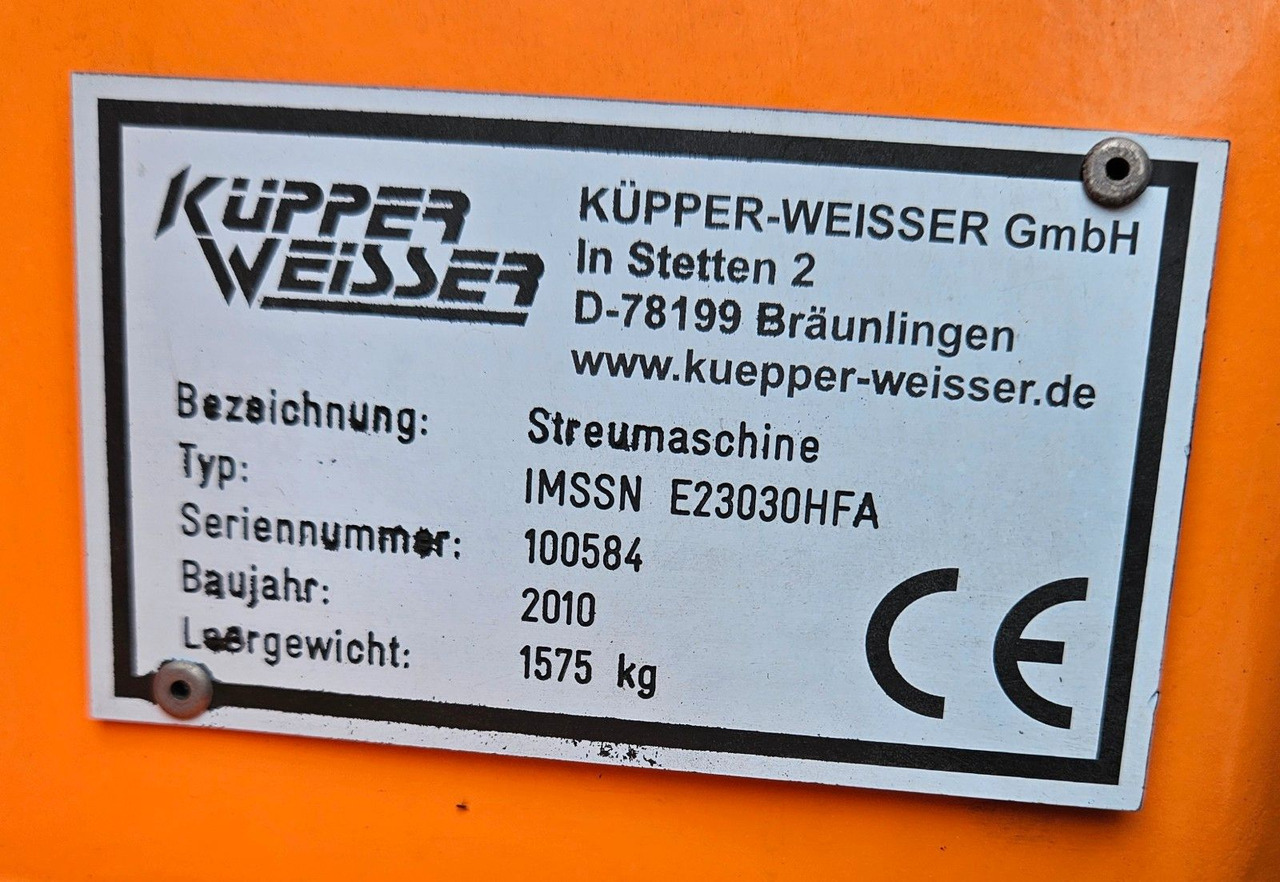 KÜPPER
WEISSER
KÜPPER-WEISSER GmbH
In Stetten 2
D-78199 Bräunlingen
www.kuepper-weisser.de
Bezeichnung: Streumaschine
Typ: IMSSN E23030HFA
Seriennummer: 100584
Baujahr: 2010
Leergewicht: 1575 kg
CE